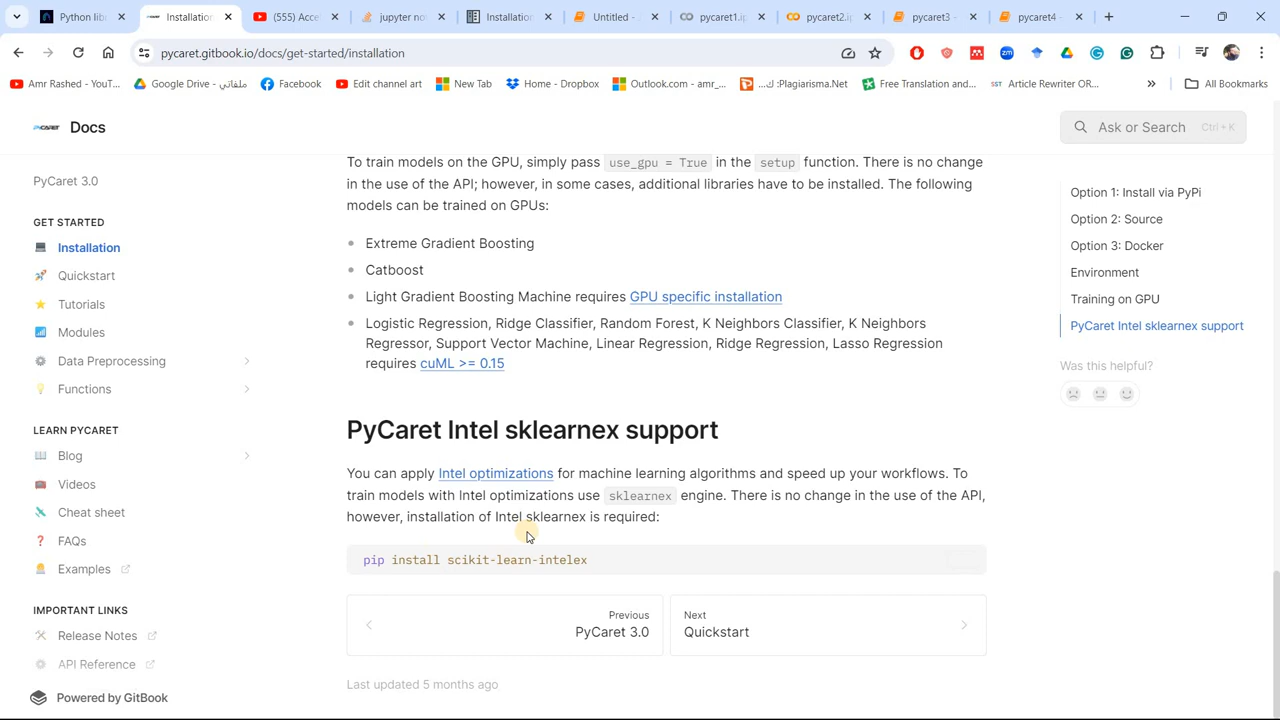 Python lib
Installation
(555) Acce
jupyter no
Installation
Untitled -
pycaret1.ip
pycaret2.ip
pycaret3 -
pycaret4 -
pycaret.gitbook.io/docs/get-started/installation
Amr Rashed - YouT...
Google Drive - ملفاتي
Facebook
Edit channel art
New Tab
Home - Dropbox
Outlook.com - amr_...
ك... :Plagiarisma.Net
Free Translation and...
SST Article Rewriter OR...
All Bookmarks
PYCARET Docs
Ask or Search Ctrl + K
PyCaret 3.0
GET STARTED
Installation
Quickstart
Tutorials
Modules
Data Preprocessing
Functions
LEARN PYCARET
Blog
Videos
Cheat sheet
FAQs
Examples
IMPORTANT LINKS
Release Notes
API Reference
Powered by GitBook
To train models on the GPU, simply pass use_gpu = True in the setup function. There is no change
in the use of the API; however, in some cases, additional libraries have to be installed. The following
models can be trained on GPUs:
Extreme Gradient Boosting
Catboost
Light Gradient Boosting Machine requires GPU specific installation
Logistic Regression, Ridge Classifier, Random Forest, K Neighbors Classifier, K Neighbors
Regressor, Support Vector Machine, Linear Regression, Ridge Regression, Lasso Regression
requires cuML >= 0.15
PyCaret Intel sklearnex support
You can apply Intel optimizations for machine learning algorithms and speed up your workflows. To
train models with Intel optimizations use sklearnex engine. There is no change in the use of the API,
however, installation of Intel sklearnex is required:
pip install scikit-learn-intelex
Previous
PyCaret 3.0
Next
Quickstart
Last updated 5 months ago
Option 1: Install via PyPi
Option 2: Source
Option 3: Docker
Environment
Training on GPU
PyCaret Intel sklearnex support
Was this helpful?